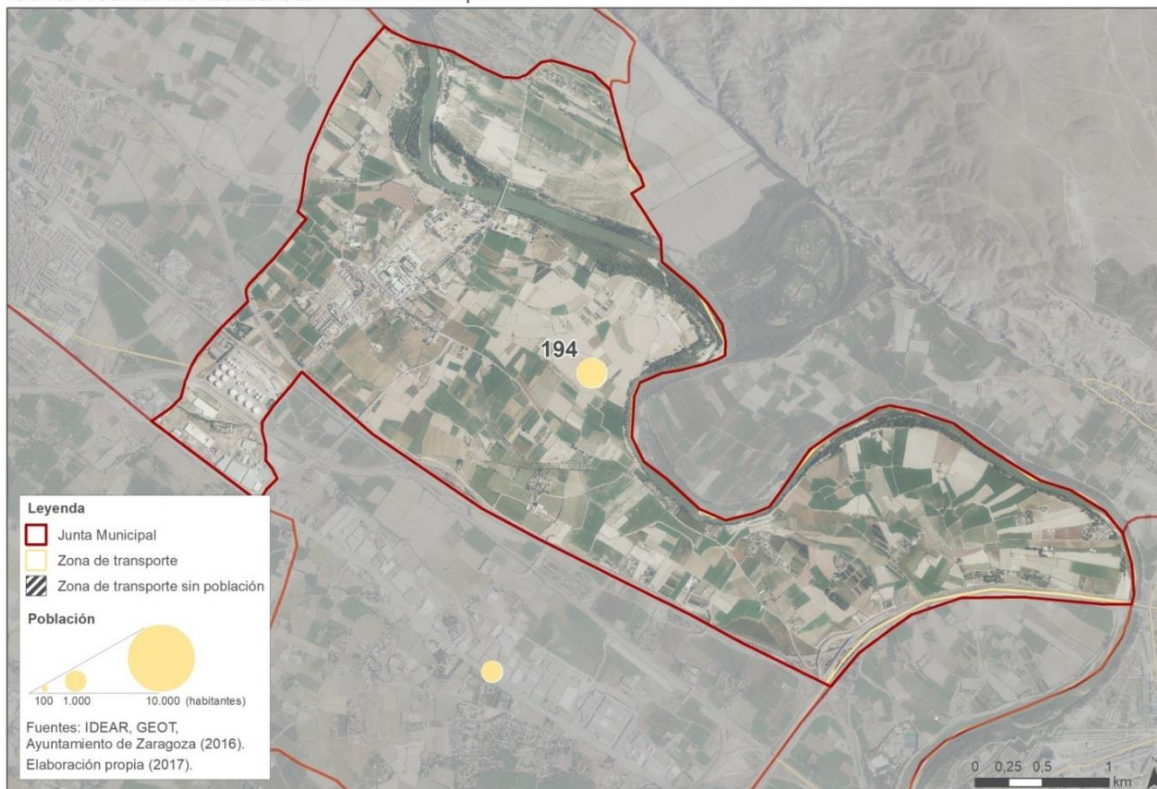 194
Leyenda
Junta Municipal
Zona de transporte
Zona de transporte sin población
Población
100 1.000 10.000 (habitantes)
Fuentes: IDEAR, GEOT,
Ayuntamiento de Zaragoza (2016).
Elaboración propia (2017).
0 0,25 0,5 1
km